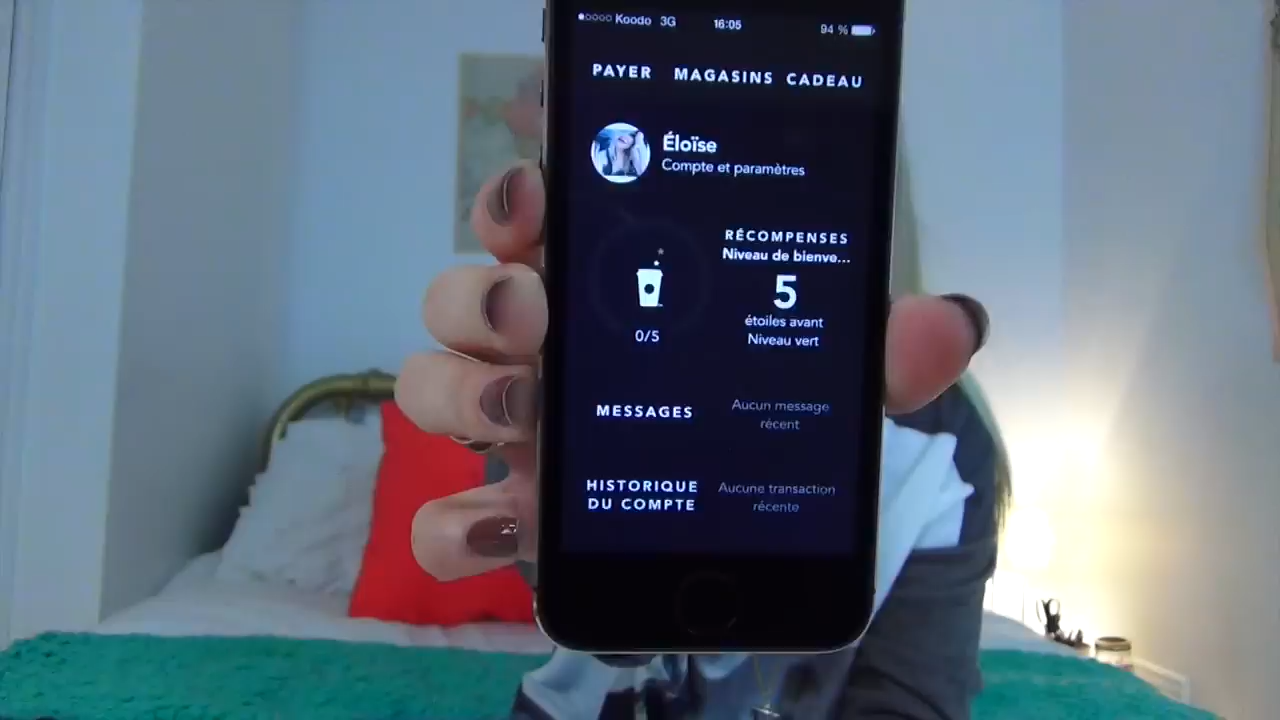 Koodo 3G 16:05 94 %
PAYER MAGASINS CADEAU
Éloïse
Compte et paramètres
RÉCOMPENSES
Niveau de bienve...
5
étoiles avant
Niveau vert
0/5
MESSAGES
Aucun message
récent
HISTORIQUE
DU COMPTE
Aucune transaction
récente